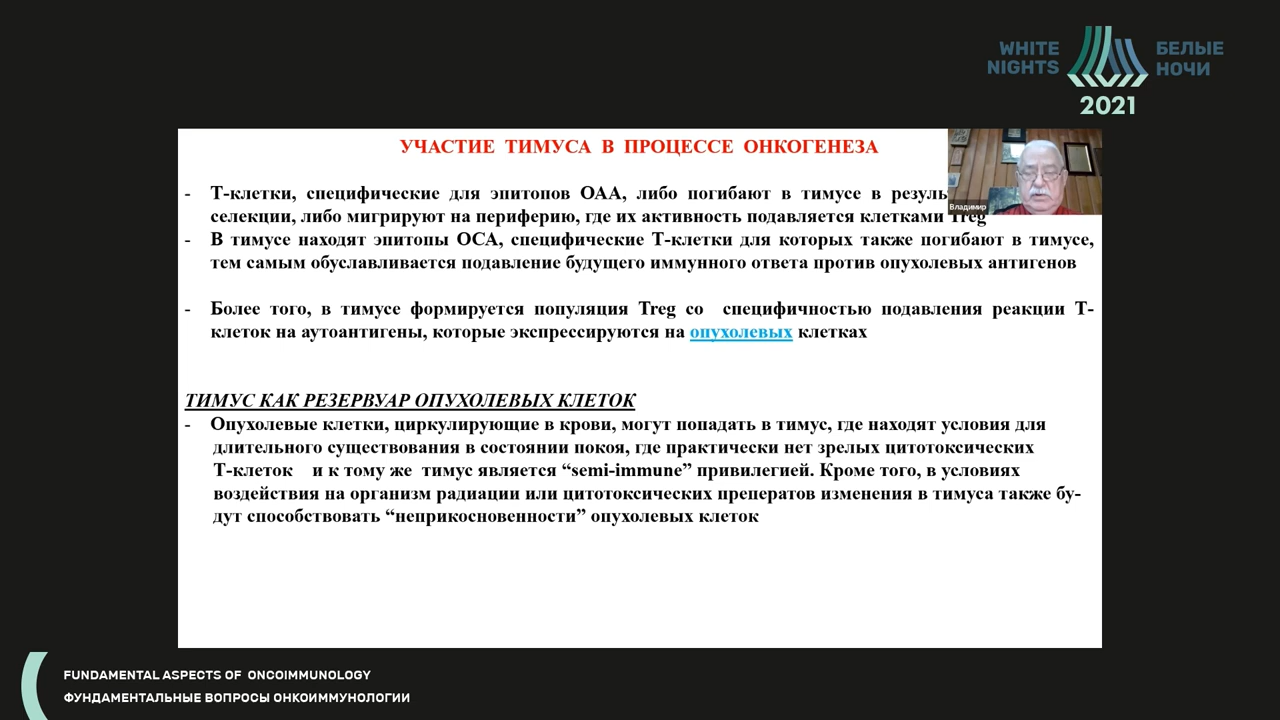 WHITE
NIGHTS
БЕЛЫЕ
НОЧИ
2021
УЧАСТИЕ ТИМУСА В ПРОЦЕССЕ ОНКОГЕНЕЗА
- Т-клетки, специфические для эпитопов ОАА, либо погибают в тимусе в
селекции, либо мигрируют на периферию, где их активность подавляется клетками Treg
Владимир
- В тимусе находят эпитопы ОСА, специфические Т-клетки для которых также погибают в тимусе,
тем самым обуславливается подавление будущего иммунного ответа против опухолевых антигенов
- Более того, в тимусе формируется популяция Treg со специфичностью подавления реакции Т-
клеток на аутоантигены, которые экспрессируются на опухолевых клетках
ТИМУС КАК РЕЗЕРВУАР ОПУХОЛЕВЫХ КЛЕТОК
- Опухолевые клетки, циркулирующие в крови, могут попадать в тимус, где находят условия для
длительного существования в состоянии покоя, где практически нет зрелых цитотоксических
Т-клеток и к тому же тимус является “semi-immune” привилегией. Кроме того, в условиях
воздействия на организм радиации или цитотоксических преператов изменения в тимуса также бу-
дут способствовать “неприкосновенности” опухолевых клеток
FUNDAMENTAL ASPECTS OF ONCOIMMUNOLOGY
ФУНДАМЕНТАЛЬНЫЕ ВОПРОСЫ ОНКОИММУНОЛОГИИ